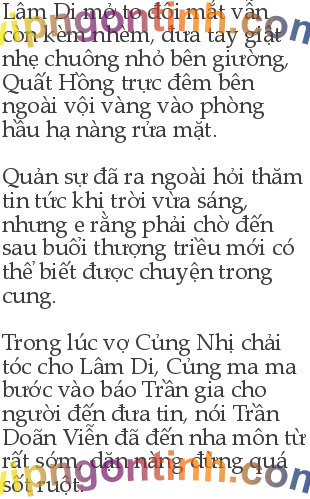 Lâm Di mở to đôi mắt vẫn
còn kèm nhèm, đưa tay giật
nhẹ chuông nhỏ bên giường,
Quất Hồng trực đêm bên
ngoài vội vàng vào phòng
hầu hạ nàng rửa mặt.
Quản sự đã ra ngoài hỏi thăm
tin tức khi trời vừa sáng,
nhưng e rằng phải chờ đến
sau buổi thượng triều mới có
thể biết được chuyện trong
cung.
Trong lúc vợ Củng Nhị chải
tóc cho Lâm Di, Củng ma ma
bước vào báo Trần gia cho
người đến đưa tin, nói Trần
Doãn Viễn đã đến nha môn từ
rất sớm, dặn nàng đừng quá
sốt ruột.
vipngontinh.com
vipngontinh.com